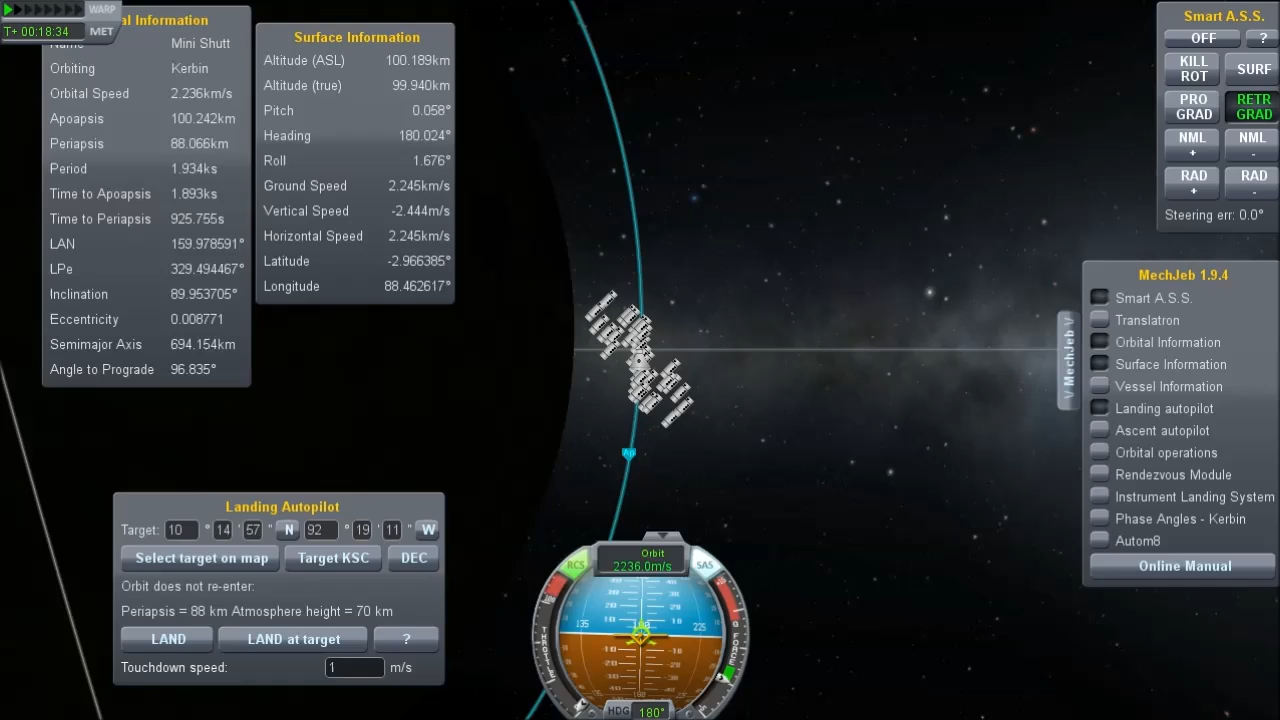 WARP
T+ 00:18:34 MET
al Information
Name Mini Shutt
Orbiting Kerbin
Orbital Speed 2.236km/s
Apoapsis 100.242km
Periapsis 88.066km
Period 1.934ks
Time to Apoapsis 1.893ks
Time to Periapsis 925.755s
LAN 159.978591°
LPe 329.494467°
Inclination 89.953705°
Eccentricity 0.008771
Semimajor Axis 694.154km
Angle to Prograde 96.835°
Surface Information
Altitude (ASL) 100.189km
Altitude (true) 99.940km
Pitch 0.058°
Heading 180.024°
Roll 1.676°
Ground Speed 2.245km/s
Vertical Speed -2.444m/s
Horizontal Speed 2.245km/s
Latitude -2.966385°
Longitude 88.462617°
Smart A.S.S.
OFF ?
KILL ROT SURF
PRO GRAD RETR GRAD
NML + NML -
RAD + RAD -
Steering err: 0.0°
V MechJeb V
MechJeb 1.9.4
Smart A.S.S.
Translatron
Orbital Information
Surface Information
Vessel Information
Landing autopilot
Ascent autopilot
Orbital operations
Rendezvous Module
Instrument Landing System
Phase Angles - Kerbin
Autom8
Online Manual
Ap
Landing Autopilot
Target: 10 ° 14 ' 57 " N 92 ° 19 ' 11 " W
Select target on map Target KSC DEC
Orbit does not re-enter:
Periapsis = 88 km Atmosphere height = 70 km
LAND LAND at target ?
Touchdown speed: 1 m/s
RCS Orbit SAS
2236.0m/s
135 180 225
THROTTLE
G FORCE
HDG 180°